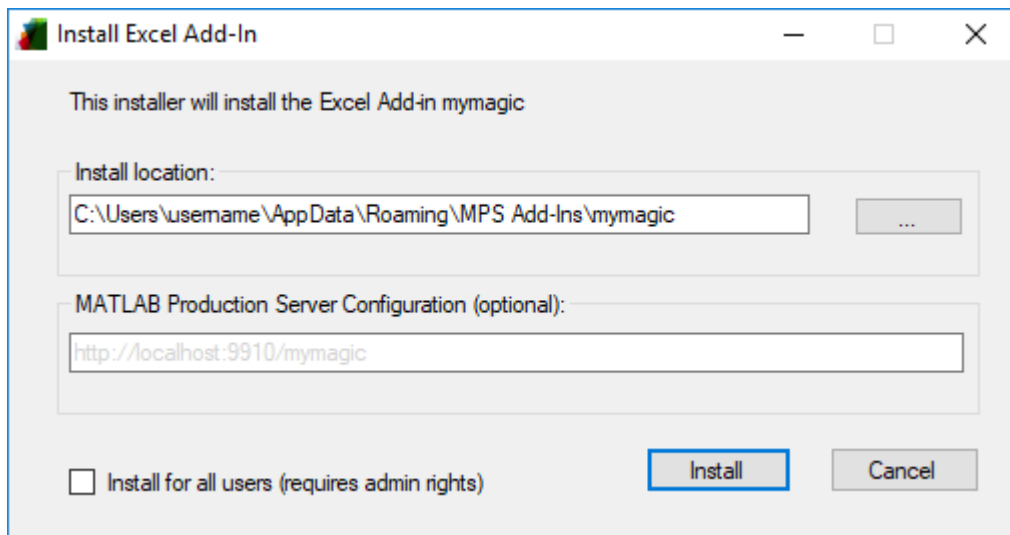 Install Excel Add-In
This installer will install the Excel Add-in mymagic
Install location:
C:\Users\username\AppData\Roaming\MPS Add-Ins\mymagic
...
MATLAB Production Server Configuration (optional):
http://localhost:9910/mymagic
Install for all users (requires admin rights)
Install
Cancel